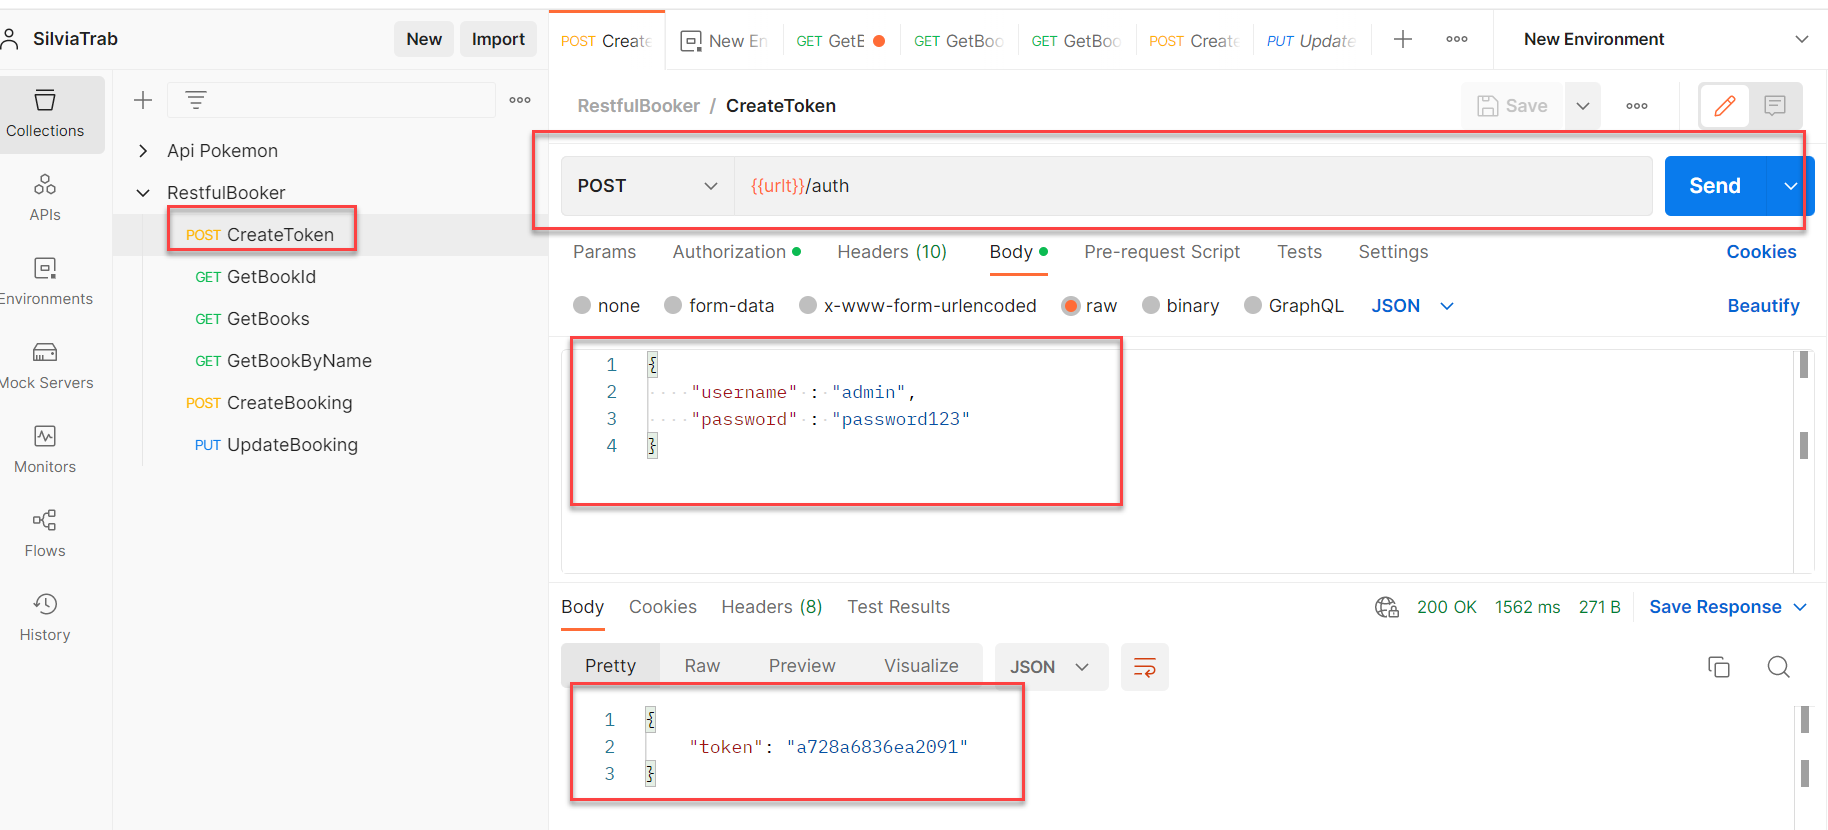 SilviaTrab
New
Import
POST Create
New En
GET GetB
GET GetBoo
GET GetBoo
POST Create
PUT Update
New Environment
Collections
APIs
Environments
Mock Servers
Monitors
Flows
History
Api Pokemon
RestfulBooker
POST CreateToken
GET GetBookId
GET GetBooks
GET GetBookByName
POST CreateBooking
PUT UpdateBooking
RestfulBooker / CreateToken
Save
POST
{{urlt}}/auth
Send
Params
Authorization
Headers (10)
Body
Pre-request Script
Tests
Settings
Cookies
none
form-data
x-www-form-urlencoded
raw
binary
GraphQL
JSON
Beautify
1 {
2 "username" : "admin",
3 "password" : "password123"
4 }
Body
Cookies
Headers (8)
Test Results
200 OK
1562 ms
271 B
Save Response
Pretty
Raw
Preview
Visualize
JSON
1 {
2 "token": "a728a6836ea2091"
3 }